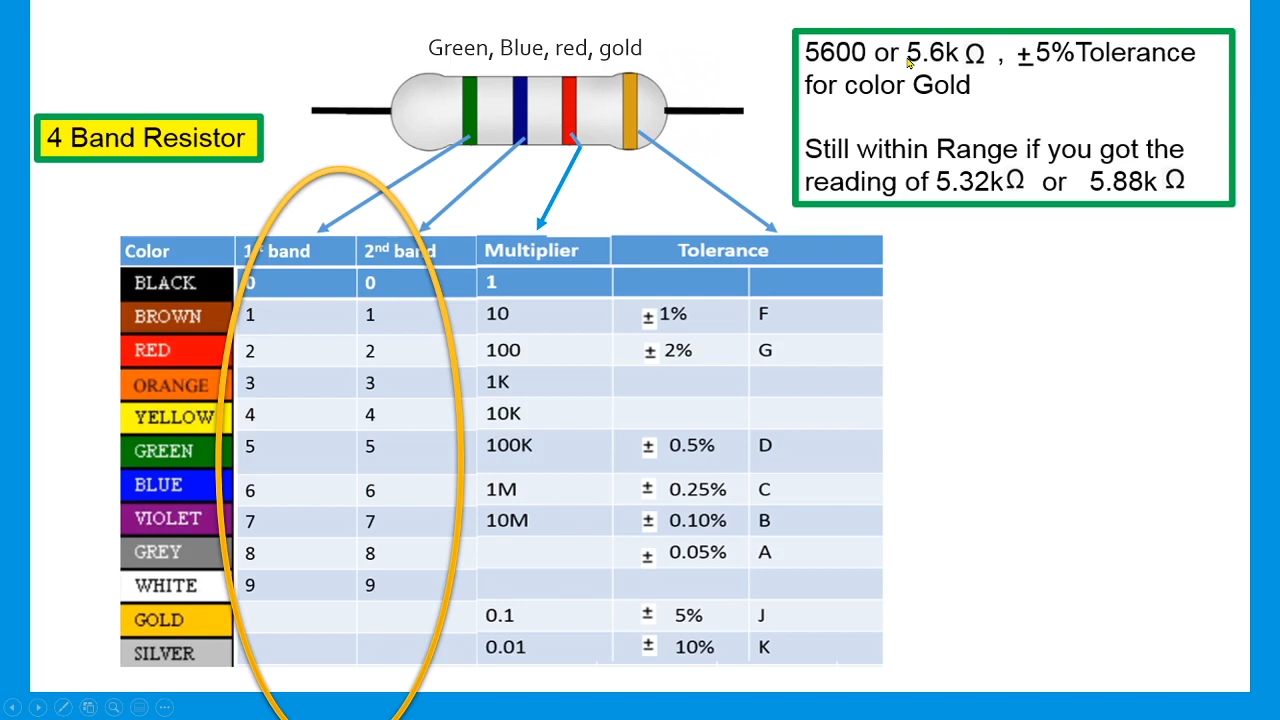 Green, Blue, red, gold
4 Band Resistor
5600 or 5.6k Ω , ±5%Tolerance
for color Gold
Still within Range if you got the
reading of 5.32kΩ or 5.88k Ω
Color 1st band 2nd band Multiplier Tolerance
BLACK 0 0 1
BROWN 1 1 10 ± 1% F
RED 2 2 100 ± 2% G
ORANGE 3 3 1K
YELLOW 4 4 10K
GREEN 5 5 100K ± 0.5% D
BLUE 6 6 1M ± 0.25% C
VIOLET 7 7 10M ± 0.10% B
GREY 8 8 ± 0.05% A
WHITE 9 9
GOLD 0.1 ± 5% J
SILVER 0.01 ± 10% K